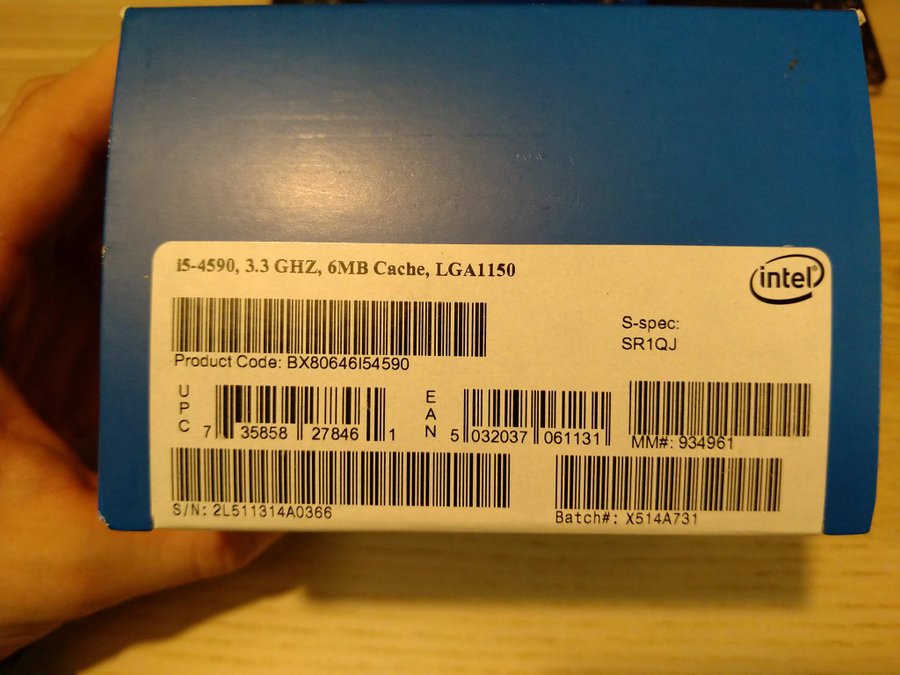 i5-4590, 3.3 GHZ, 6MB Cache, LGA1150
intel®
S-spec:
SR1QJ
Product Code: BX80646I54590
UPC
7 35858 27846 1
EAN
5 032037 061131
MM#: 934961
S/N: 2L511314A0366
Batch#: X514A731